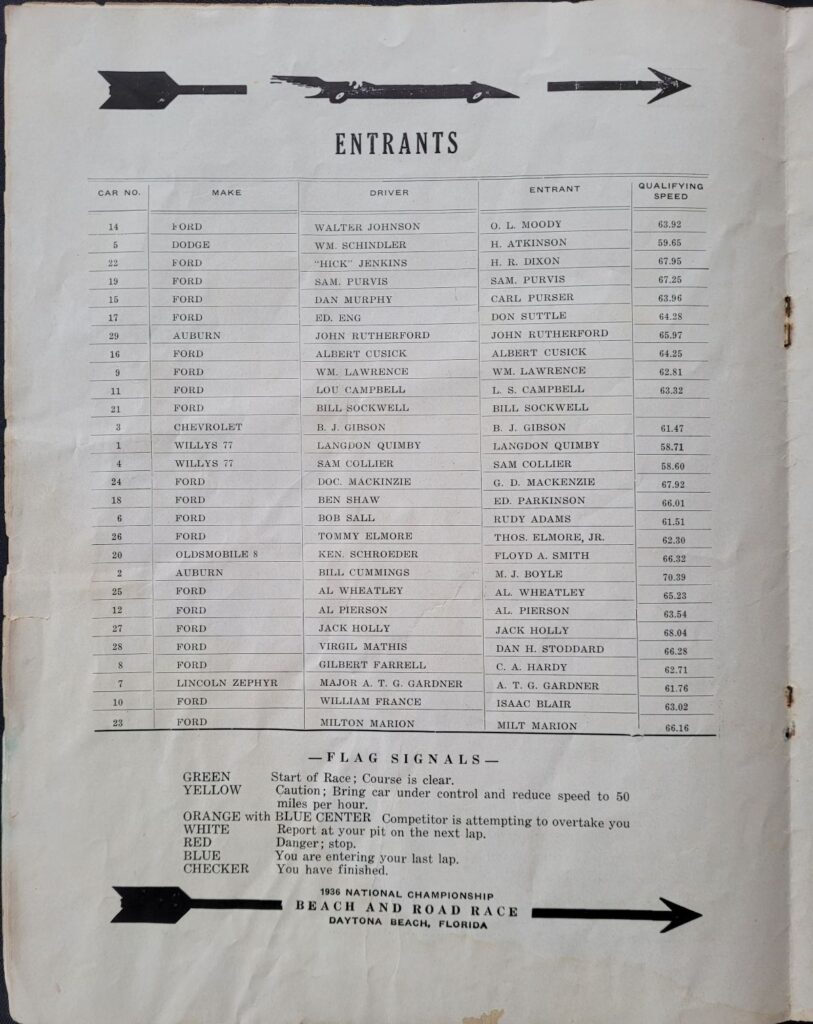 ENTRANTS
CAR NO. MAKE DRIVER ENTRANT QUALIFYING SPEED
14 FORD WALTER JOHNSON O. L. MOODY 63.92
5 DODGE WM. SCHINDLER H. ATKINSON 59.65
22 FORD "HICK" JENKINS H. R. DIXON 67.95
19 FORD SAM. PURVIS SAM. PURVIS 67.25
15 FORD DAN MURPHY CARL PURSER 63.96
17 FORD ED. ENG DON SUTTLE 64.28
29 AUBURN JOHN RUTHERFORD JOHN RUTHERFORD 65.97
16 FORD ALBERT CUSICK ALBERT CUSICK 64.25
9 FORD WM. LAWRENCE WM. LAWRENCE 62.81
11 FORD LOU CAMPBELL L. S. CAMPBELL 63.32
21 FORD BILL SOCKWELL BILL SOCKWELL
3 CHEVROLET B. J. GIBSON B. J. GIBSON 61.47
1 WILLYS 77 LANGDON QUIMBY LANGDON QUIMBY 58.71
4 WILLYS 77 SAM COLLIER SAM COLLIER 58.60
24 FORD DOC. MACKINZIE G. D. MACKENZIE 67.92
18 FORD BEN SHAW ED. PARKINSON 66.01
6 FORD BOB SALL RUDY ADAMS 61.51
26 FORD TOMMY ELMORE THOS. ELMORE, JR. 62.30
20 OLDSMOBILE 8 KEN. SCHROEDER FLOYD A. SMITH 66.32
2 AUBURN BILL CUMMINGS M. J. BOYLE 70.39
25 FORD AL WHEATLEY AL. WHEATLEY 65.23
12 FORD AL PIERSON AL. PIERSON 63.54
27 FORD JACK HOLLY JACK HOLLY 68.04
28 FORD VIRGIL MATHIS DAN H. STODDARD 66.28
8 FORD GILBERT FARRELL C. A. HARDY 62.71
7 LINCOLN ZEPHYR MAJOR A. T. G. GARDNER A. T. G. GARDNER 61.76
10 FORD WILLIAM FRANCE ISAAC BLAIR 63.02
23 FORD MILTON MARION MILT MARION 66.16
—FLAG SIGNALS—
GREEN Start of Race; Course is clear.
YELLOW Caution; Bring car under control and reduce speed to 50
miles per hour.
ORANGE with BLUE CENTER Competitor is attempting to overtake you
WHITE Report at your pit on the next lap.
RED Danger; stop.
BLUE You are entering your last lap.
CHECKER You have finished.
1936 NATIONAL CHAMPIONSHIP
BEACH AND ROAD RACE
DAYTONA BEACH, FLORIDA